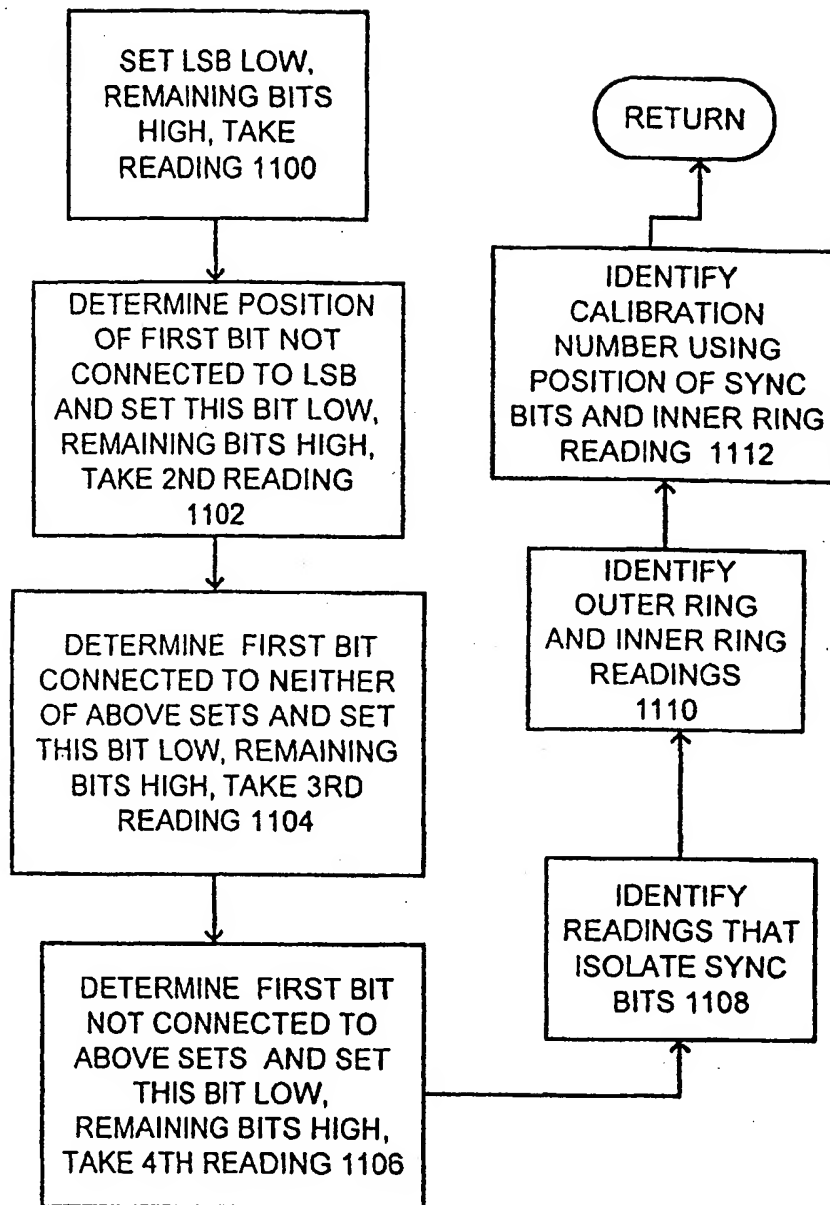 SET LSB LOW,
REMAINING BITS
HIGH, TAKE
READING 1100
DETERMINE POSITION
OF FIRST BIT NOT
CONNECTED TO LSB
AND SET THIS BIT LOW,
REMAINING BITS HIGH,
TAKE 2ND READING
1102
DETERMINE FIRST BIT
CONNECTED TO NEITHER
OF ABOVE SETS AND SET
THIS BIT LOW, REMAINING
BITS HIGH, TAKE 3RD
READING 1104
DETERMINE FIRST BIT
NOT CONNECTED TO
ABOVE SETS AND SET
THIS BIT LOW,
REMAINING BITS HIGH,
TAKE 4TH READING 1106
IDENTIFY
READINGS THAT
ISOLATE SYNC
BITS 1108
IDENTIFY
OUTER RING
AND INNER RING
READINGS
1110
IDENTIFY
CALIBRATION
NUMBER USING
POSITION OF SYNC
BITS AND INNER RING
READING 1112
RETURN